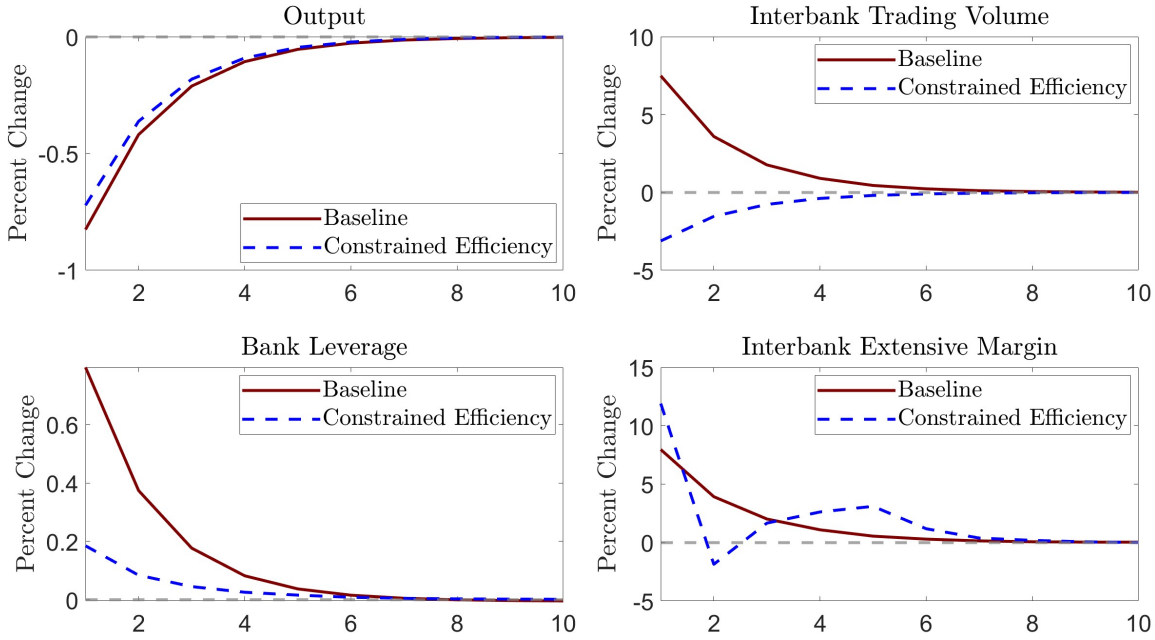 Output
Percent Change
0
-0.5
-1
2
4
6
8
10
Baseline
Constrained Efficiency
Interbank Trading Volume
Percent Change
10
5
0
-5
2
4
6
8
10
Baseline
Constrained Efficiency
Bank Leverage
Percent Change
0.6
0.4
0.2
0
2
4
6
8
10
Baseline
Constrained Efficiency
Interbank Extensive Margin
Percent Change
15
10
5
0
-5
2
4
6
8
10
Baseline
Constrained Efficiency